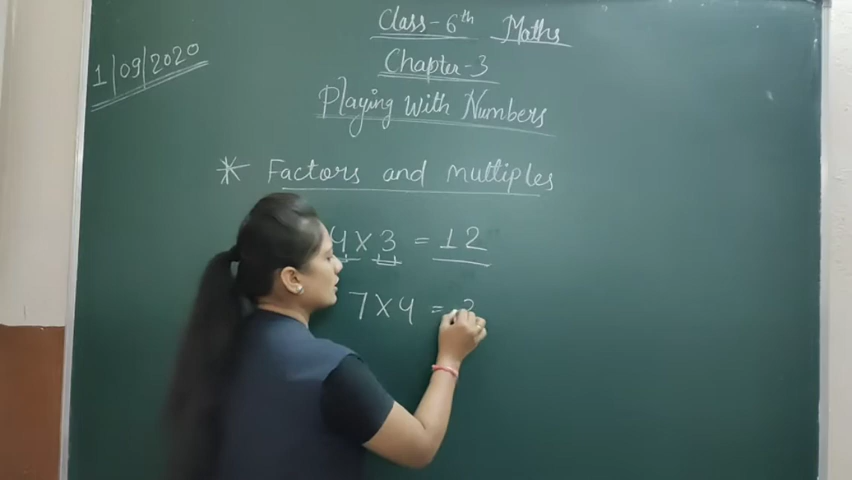 Class-6th Maths
1/09/2020
Chapter-3
Playing With Numbers
* Factors and multiples
4 x 3 = 12
7 x 4 = 2